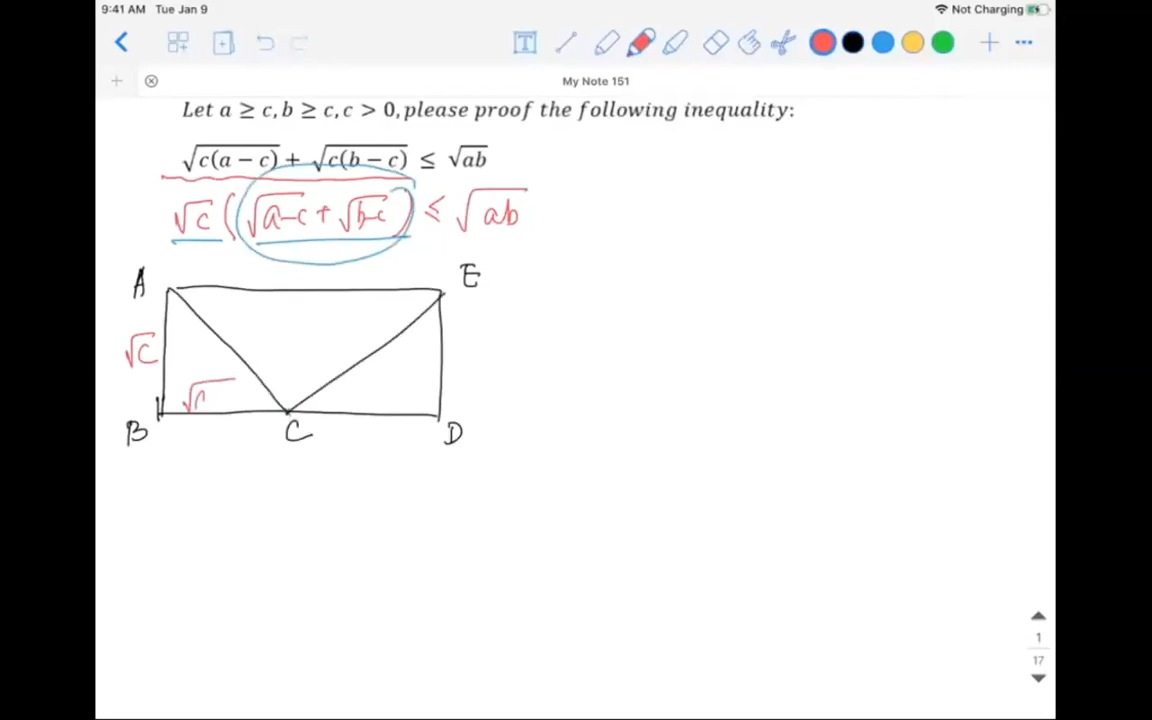 9:41 AM Tue Jan 9
Not Charging
My Note 151
Let a ≥ c, b ≥ c, c > 0, please proof the following inequality:
√c(a − c) + √c(b − c) ≤ √ab
√c (√a-c + √b-c) ≤ √ab
A E
√c
B C D
1
17